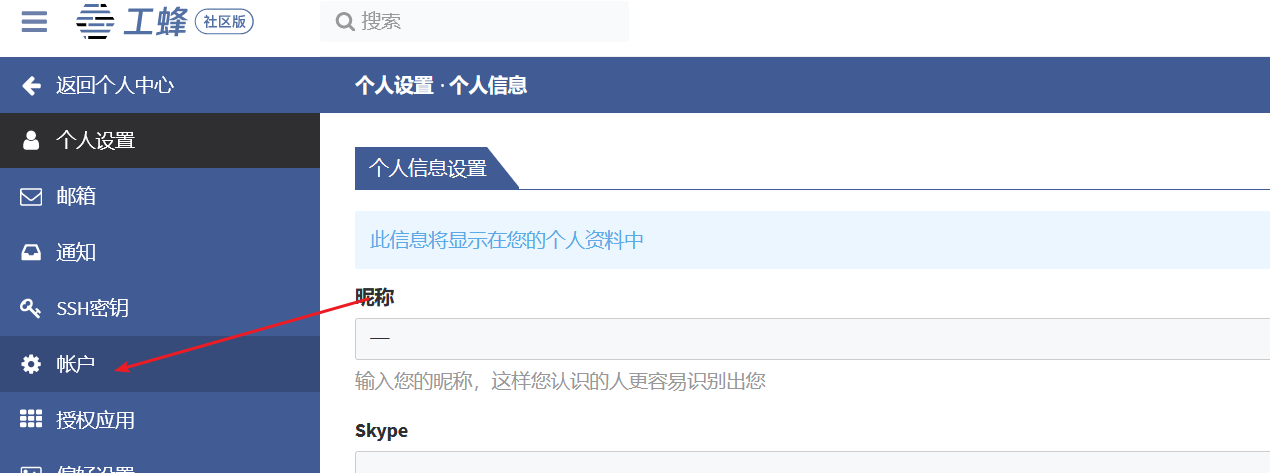 工蜂 社区版 搜索
返回个人中心 个人设置 · 个人信息
个人设置
个人信息设置
邮箱
此信息将显示在您的个人资料中
通知
昵称
SSH密钥
一
帐户
输入您的昵称，这样您认识的人更容易识别出您
授权应用
Skype
偏好设置